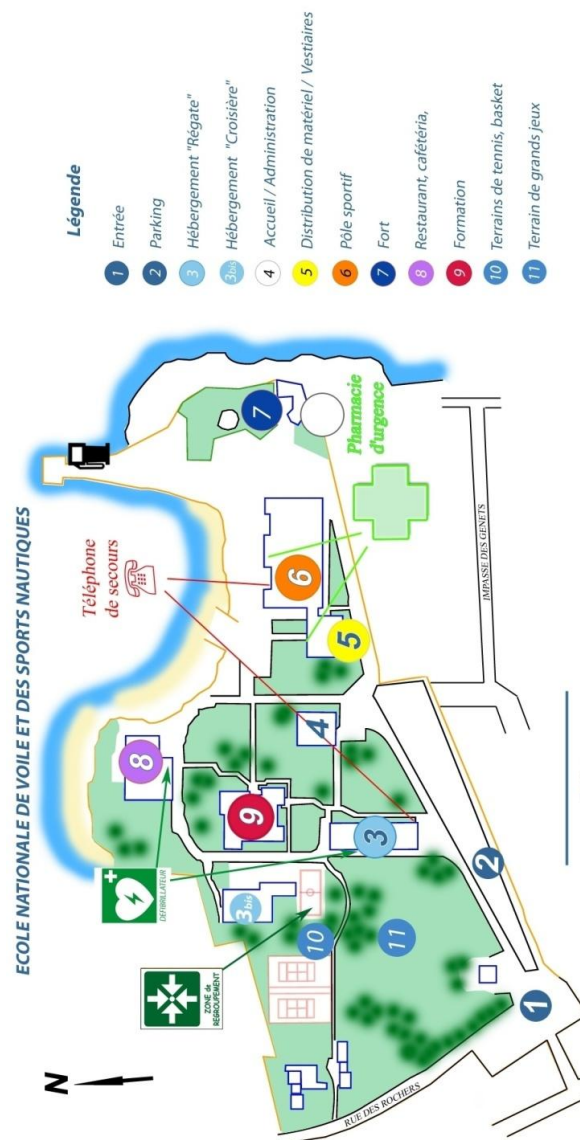 ECOLE NATIONALE DE VOILE ET DES SPORTS NAUTIQUES
N
ZONE de
REGROUPEMENT
DÉFIBRILLATEUR
Téléphone
de secours
Pharmacie
d'urgence
8
7
9
6
3bis
10
4
5
3
11
2
1
RUE DES ROCHERS
IMPASSE DES GENETS
Légende
1 Entrée
2 Parking
3 Hébergement "Régate"
3bis Hébergement "Croisière"
4 Accueil / Administration
5 Distribution de matériel / Vestiaires
6 Pôle sportif
7 Fort
8 Restaurant, cafétéria,
9 Formation
10 Terrains de tennis, basket
11 Terrain de grands jeux